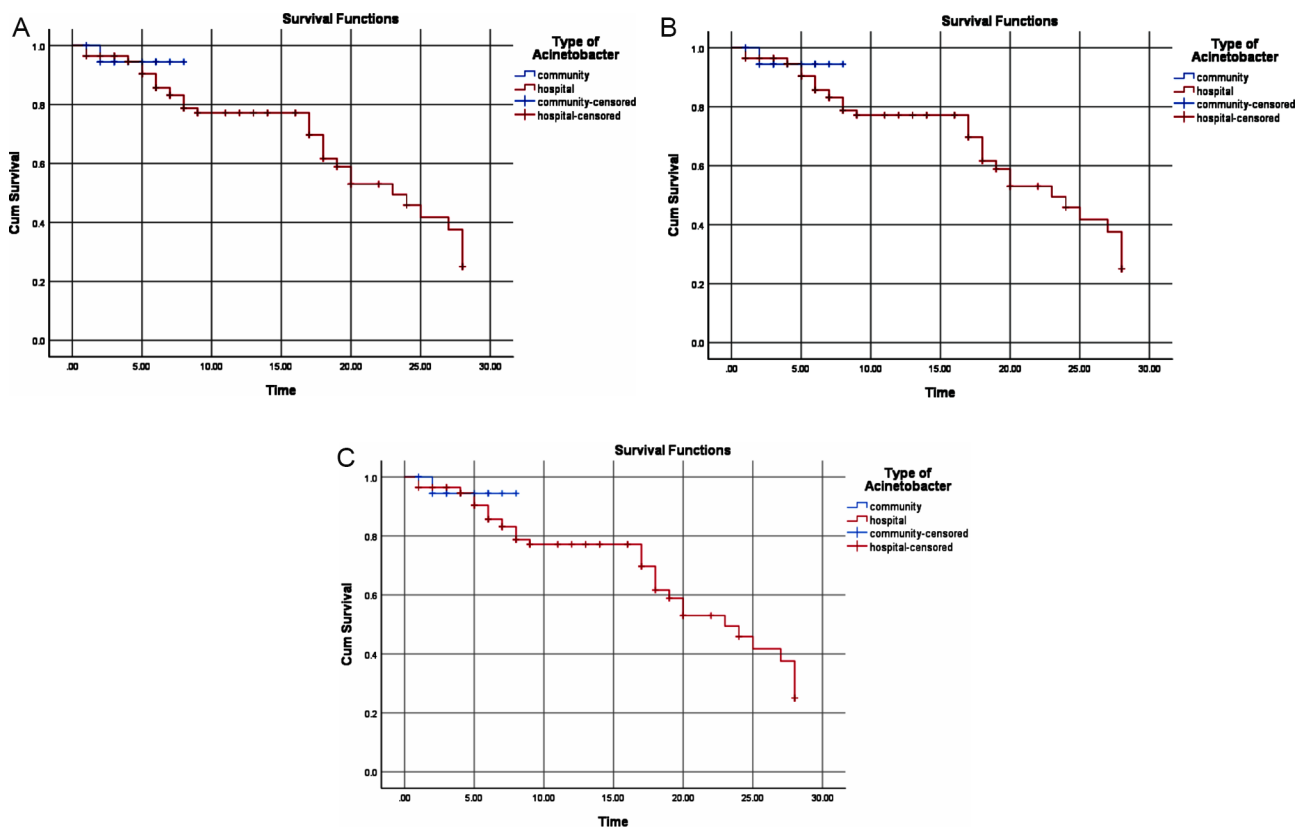 A
Survival Functions
Type of
Acinetobacter
community
hospital
community-censored
hospital-censored
Cum Survival
1.0
0.8
0.6
0.4
0.2
0.0
.00 5.00 10.00 15.00 20.00 25.00 30.00
Time
B
Survival Functions
Type of
Acinetobacter
community
hospital
community-censored
hospital-censored
Cum Survival
1.0
0.8
0.6
0.4
0.2
0.0
.00 5.00 10.00 15.00 20.00 25.00 30.00
Time
C
Survival Functions
Type of
Acinetobacter
community
hospital
community-censored
hospital-censored
Cum Survival
1.0
0.8
0.6
0.4
0.2
0.0
.00 5.00 10.00 15.00 20.00 25.00 30.00
Time